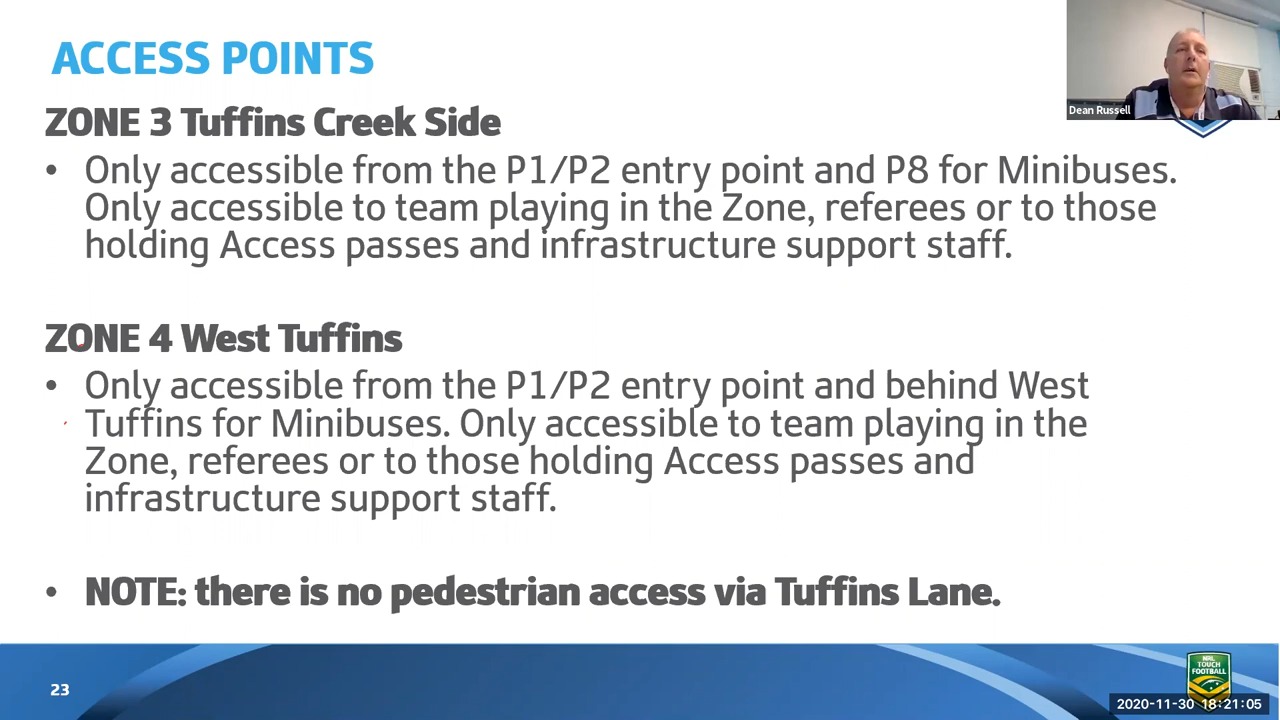 ACCESS POINTS
Dean Russell
ZONE 3 Tuffins Creek Side
• Only accessible from the P1/P2 entry point and P8 for Minibuses.
Only accessible to team playing in the Zone, referees or to those
holding Access passes and infrastructure support staff.
ZONE 4 West Tuffins
• Only accessible from the P1/P2 entry point and behind West
Tuffins for Minibuses. Only accessible to team playing in the
Zone, referees or to those holding Access passes and
infrastructure support staff.
• NOTE: there is no pedestrian access via Tuffins Lane.
23
NRL
TOUCH
FOOTBALL
2020-11-30 18:21:05